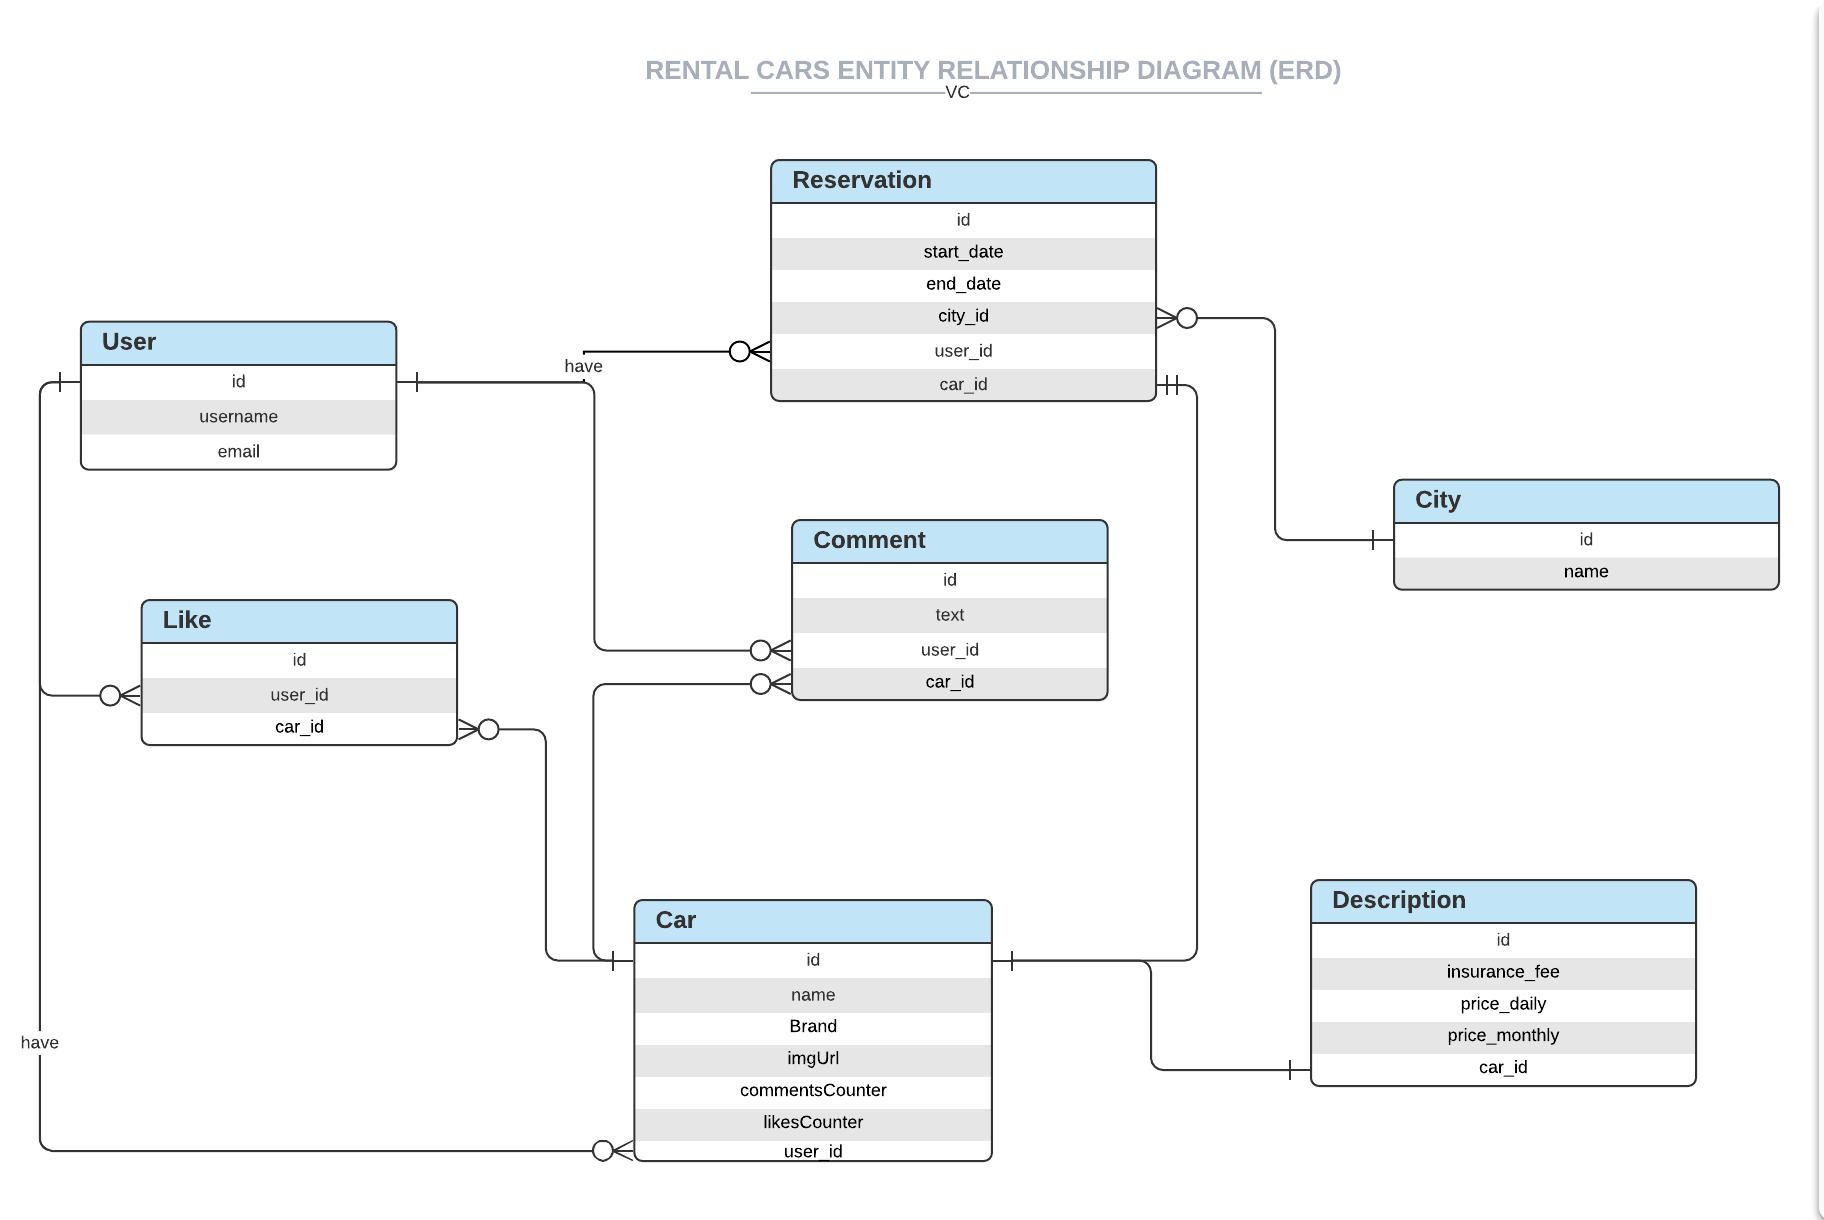 RENTAL CARS ENTITY RELATIONSHIP DIAGRAM (ERD)
VC
Reservation
id
start_date
end_date
city_id
user_id
car_id
User
id
username
email
have
City
id
name
Comment
id
text
user_id
car_id
Like
id
user_id
car_id
Car
id
name
Brand
imgUrl
commentsCounter
likesCounter
user_id
Description
id
insurance_fee
price_daily
price_monthly
car_id
have